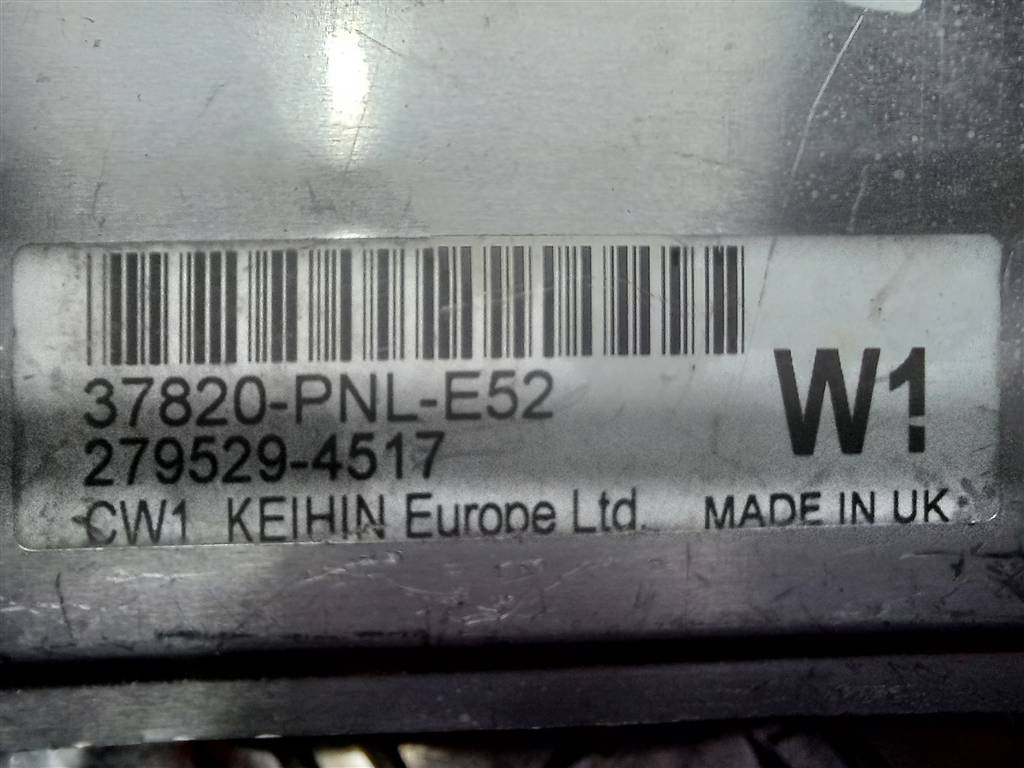 37820-PNL-E52
W1
279529-4517
CW1 KEIHIN Europe Ltd. MADE IN UK